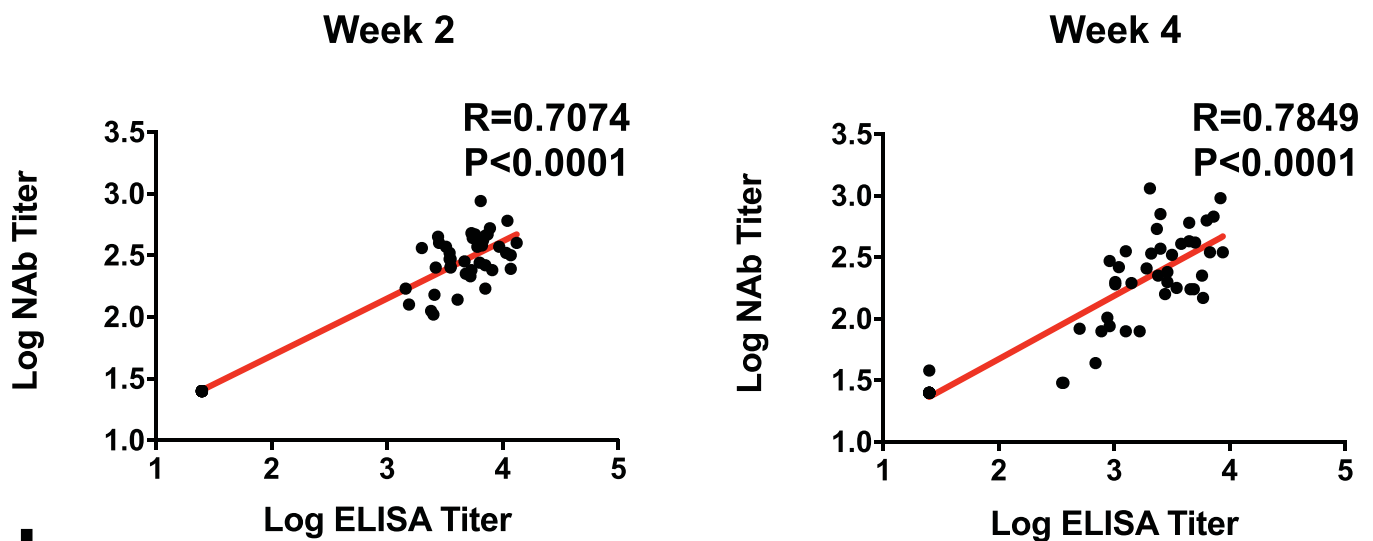 Week 2
R=0.7074
P<0.0001
3.5
3.0
2.5
2.0
1.5
1.0
Log NAb Titer
1 2 3 4 5
Log ELISA Titer
Week 4
R=0.7849
P<0.0001
3.5
3.0
2.5
2.0
1.5
1.0
Log NAb Titer
1 2 3 4 5
Log ELISA Titer